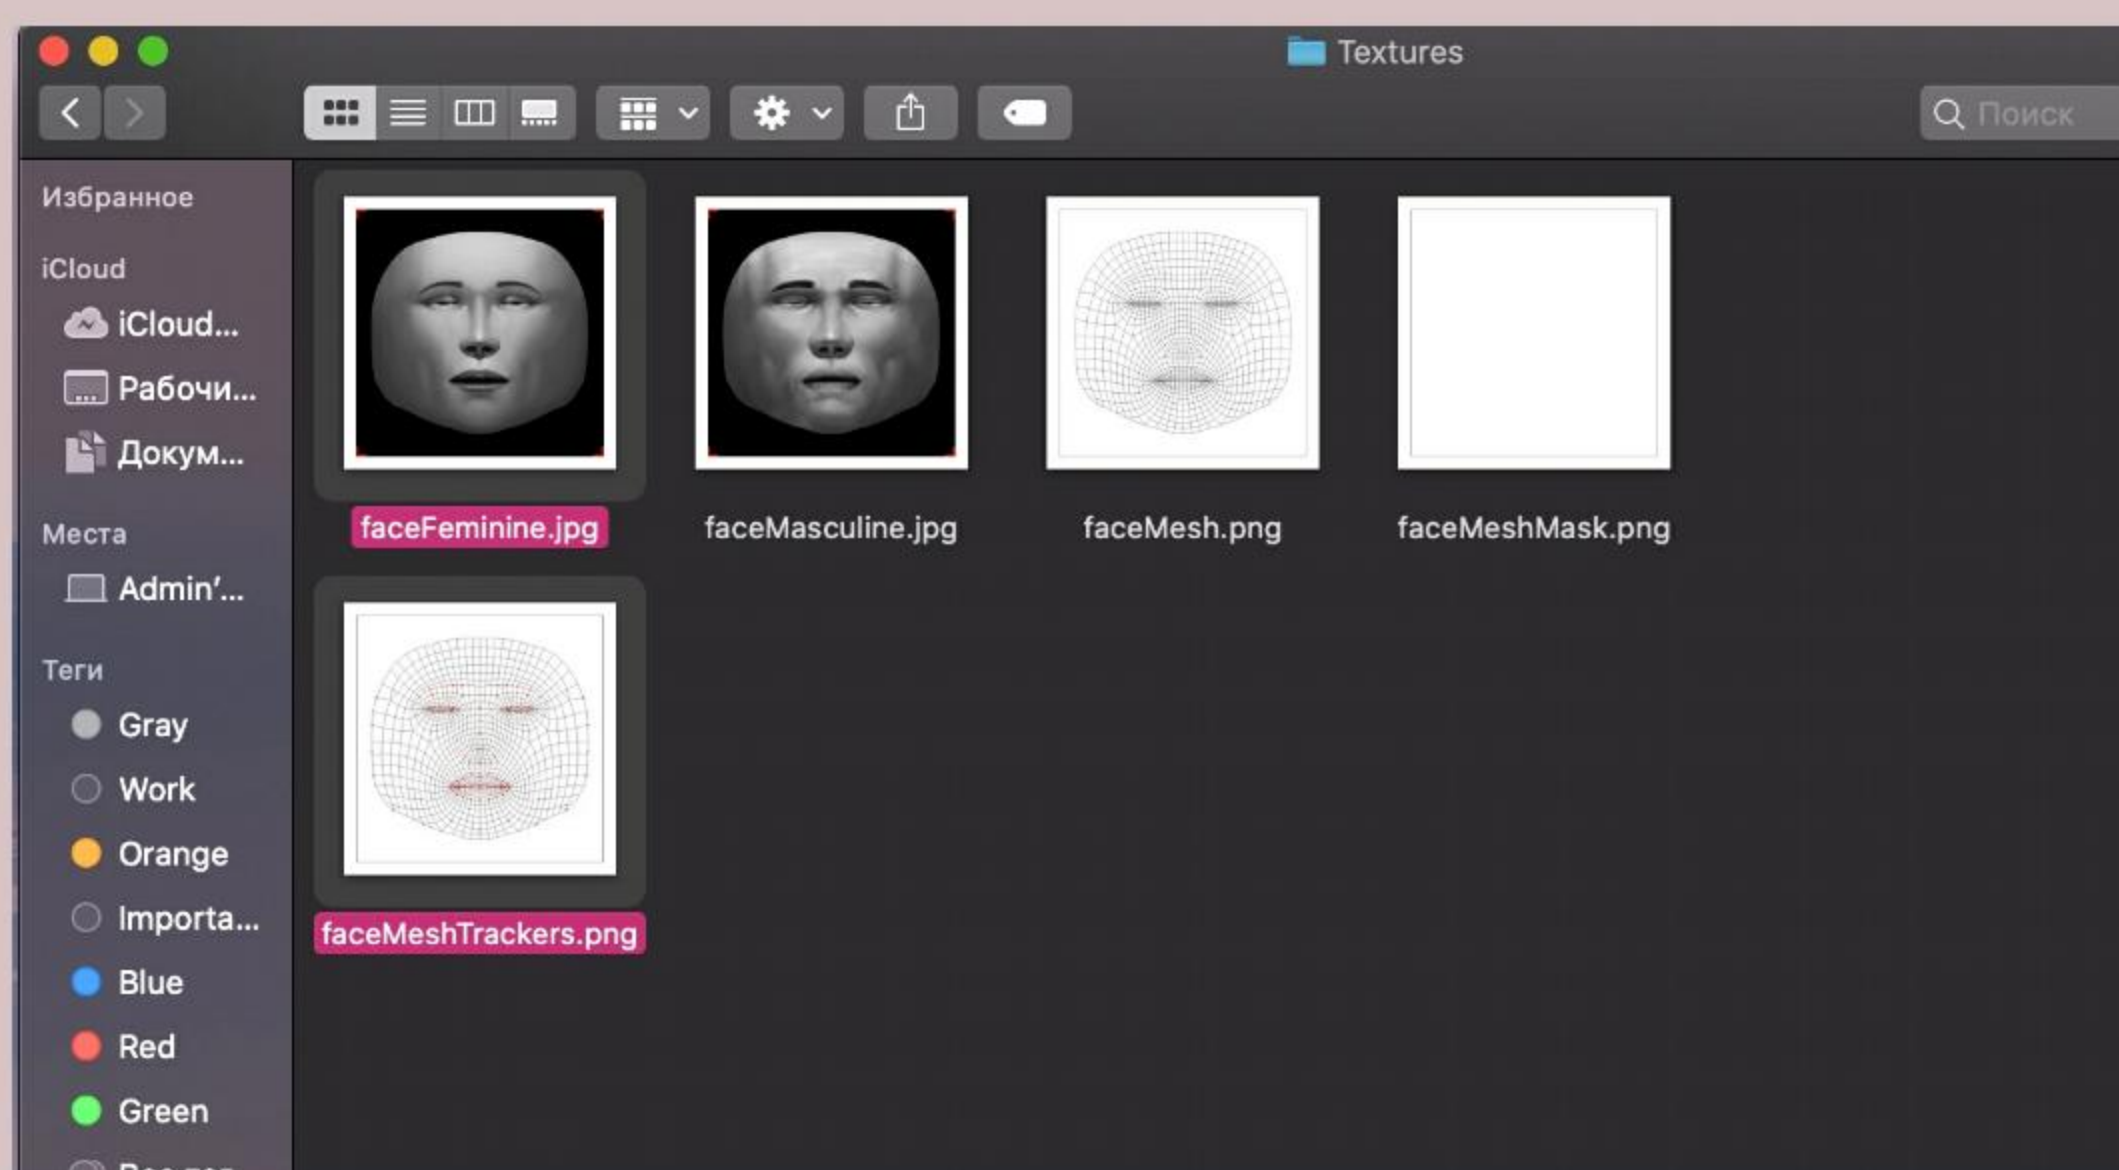 Textures
Поиск
Избранное
iCloud
iCloud...
Рабочи...
Докум...
Места
Admin'...
Теги
Gray
Work
Orange
Importa...
Blue
Red
Green
faceFeminine.jpg
faceMasculine.jpg
faceMesh.png
faceMeshMask.png
faceMeshTrackers.png